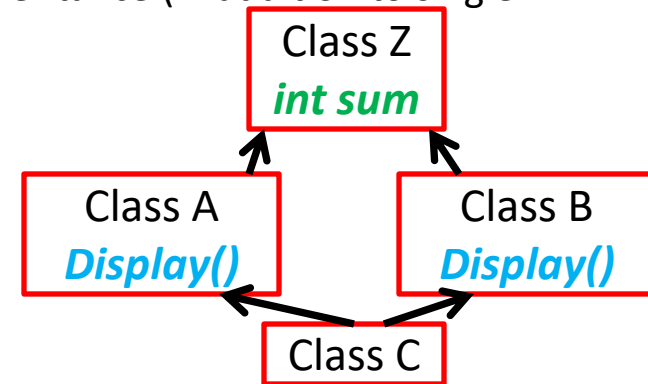 Class Z
int sum
Class A
Display()
Class B
Display()
Class C